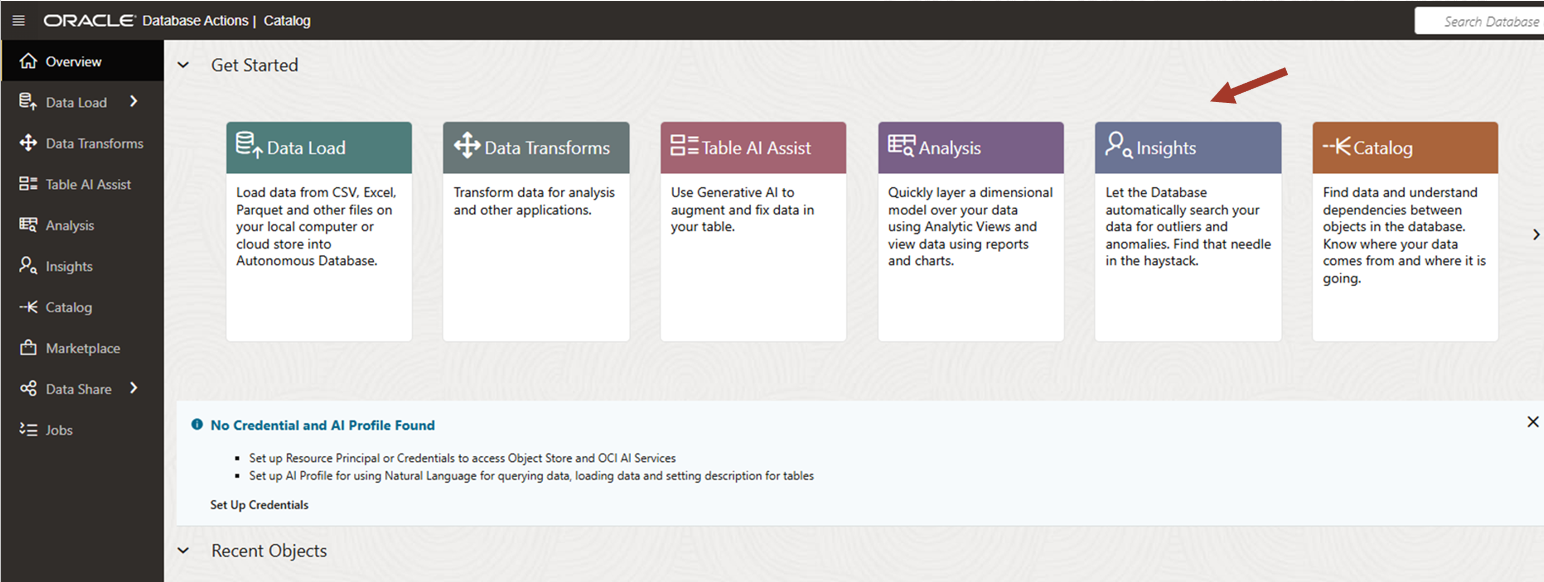 ORACLE Database Actions | Catalog
Search Database
Overview
Data Load
Data Transforms
Table AI Assist
Analysis
Insights
Catalog
Marketplace
Data Share
Jobs
Get Started
Data Load
Load data from CSV, Excel,
Parquet and other files on
your local computer or
cloud store into
Autonomous Database.
Data Transforms
Transform data for analysis
and other applications.
Table AI Assist
Use Generative AI to
augment and fix data in
your table.
Analysis
Quickly layer a dimensional
model over your data
using Analytic Views and
view data using reports
and charts.
Insights
Let the Database
automatically search your
data for outliers and
anomalies. Find that needle
in the haystack.
Catalog
Find data and understand
dependencies between
objects in the database.
Know where your data
comes from and where it is
going.
No Credential and AI Profile Found
Set up Resource Principal or Credentials to access Object Store and OCI AI Services
Set up AI Profile for using Natural Language for querying data, loading data and setting description for tables
Set Up Credentials
Recent Objects